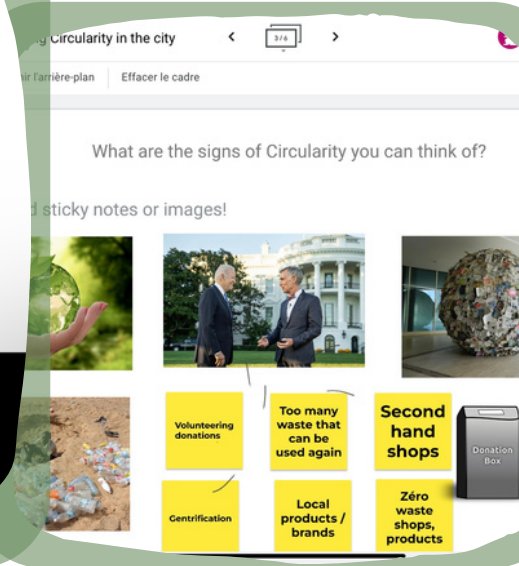 Circularity in the city
3/6
l'arrière-plan
Effacer le cadre
What are the signs of Circularity you can think of?
sticky notes or images!
Volunteering
donations
Too many
waste that
can be
used again
Second
hand
shops
Donation
Box
Gentrification
Local
products /
brands
Zéro
waste
shops,
products